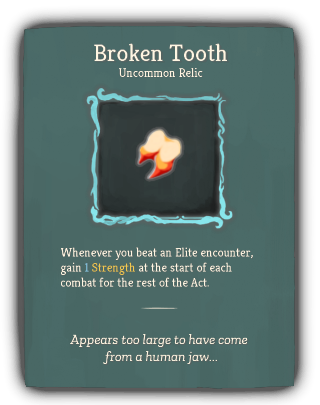 Broken Tooth
Uncommon Relic
Whenever you beat an Elite encounter,
gain 1 Strength at the start of each
combat for the rest of the Act.
Appears too large to have come
from a human jaw...